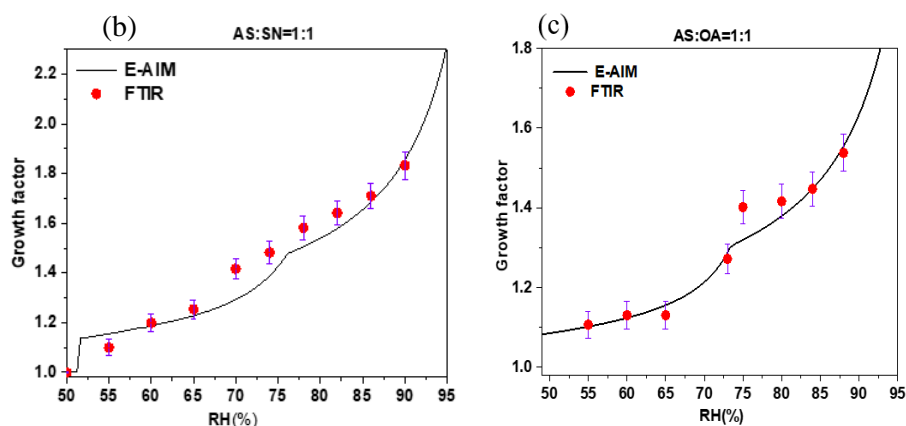 (b)
AS:SN=1:1
E-AIM
FTIR
Growth factor
2.2
2.0
1.8
1.6
1.4
1.2
1.0
50 55 60 65 70 75 80 85 90 95
RH(%)
(c)
AS:OA=1:1
E-AIM
FTIR
Growth factor
1.8
1.6
1.4
1.2
1.0
50 55 60 65 70 75 80 85 90 95
RH(%)